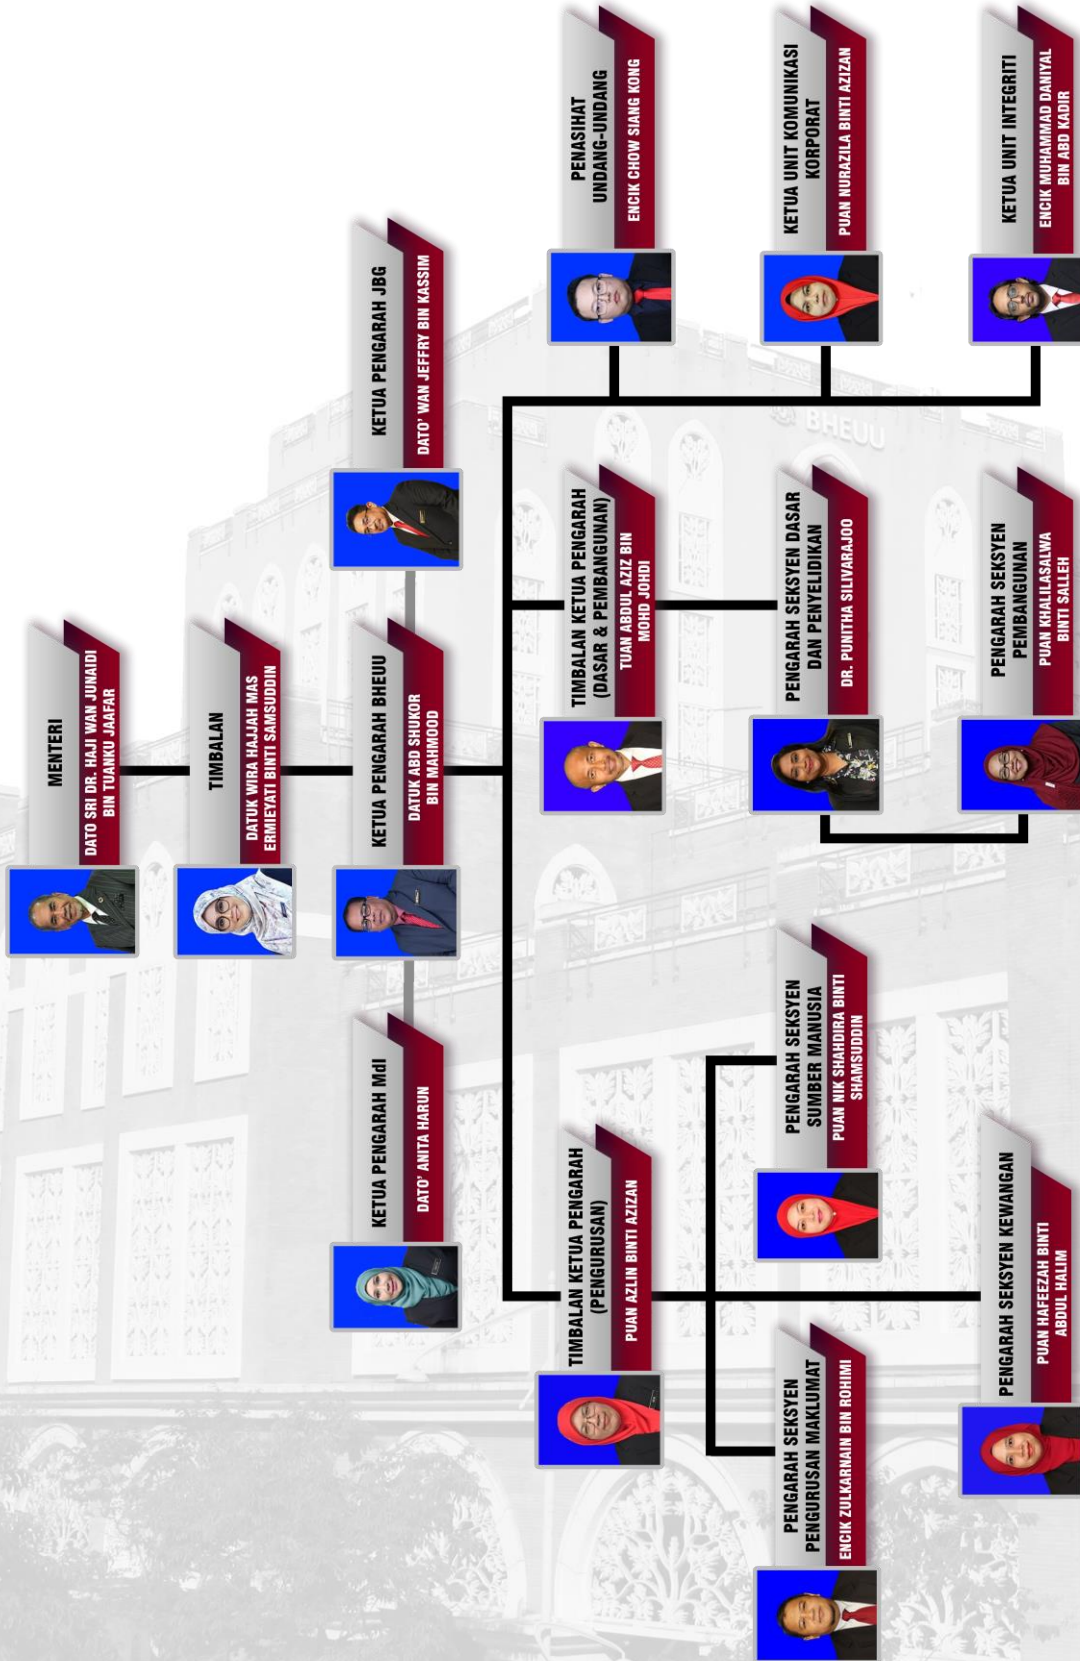 MENTERI
DATO SRI DR. HAJI WAN JUNAIDI
BIN TUANKU JAAFAR
TIMBALAN
DATUK WIRA HAJJAH MAS
ERMIEYATI BINTI SAMSUDDIN
KETUA PENGARAH MdI
DATO' ANITA HARUN
KETUA PENGARAH BHEUU
DATUK ABD SHUKOR
BIN MAHMOOD
KETUA PENGARAH JBG
DATO' WAN JEFFRY BIN KASSIM
TIMBALAN KETUA PENGARAH
(PENGURUSAN)
PUAN AZLIN BINTI AZIZAN
TIMBALAN KETUA PENGARAH
(DASAR & PEMBANGUNAN)
TUAN ABDUL AZIZ BIN
MOHD JOHDI
PENASIHAT
UNDANG-UNDANG
ENCIK CHOW SIANG KONG
PENGARAH SEKSYEN
PENGURUSAN MAKLUMAT
ENCIK ZULKARNAIN BIN ROHIMI
PENGARAH SEKSYEN
SUMBER MANUSIA
PUAN NIK SHAHDIRA BINTI
SHAMSUDDIN
PENGARAH SEKSYEN DASAR
DAN PENYELIDIKAN
DR. PUNITHA SILIVARAJOO
BHEUU
KETUA UNIT KOMUNIKASI
KORPORAT
PUAN NURAZILA BINTI AZIZAN
PENGARAH SEKSYEN KEWANGAN
PUAN HAFEEZAH BINTI
ABDUL HALIM
PENGARAH SEKSYEN
PEMBANGUNAN
PUAN KHALILASALWA
BINTI SALLEH
KETUA UNIT INTEGRITI
ENCIK MUHAMMAD DANIYAL
BIN ABD KADIR